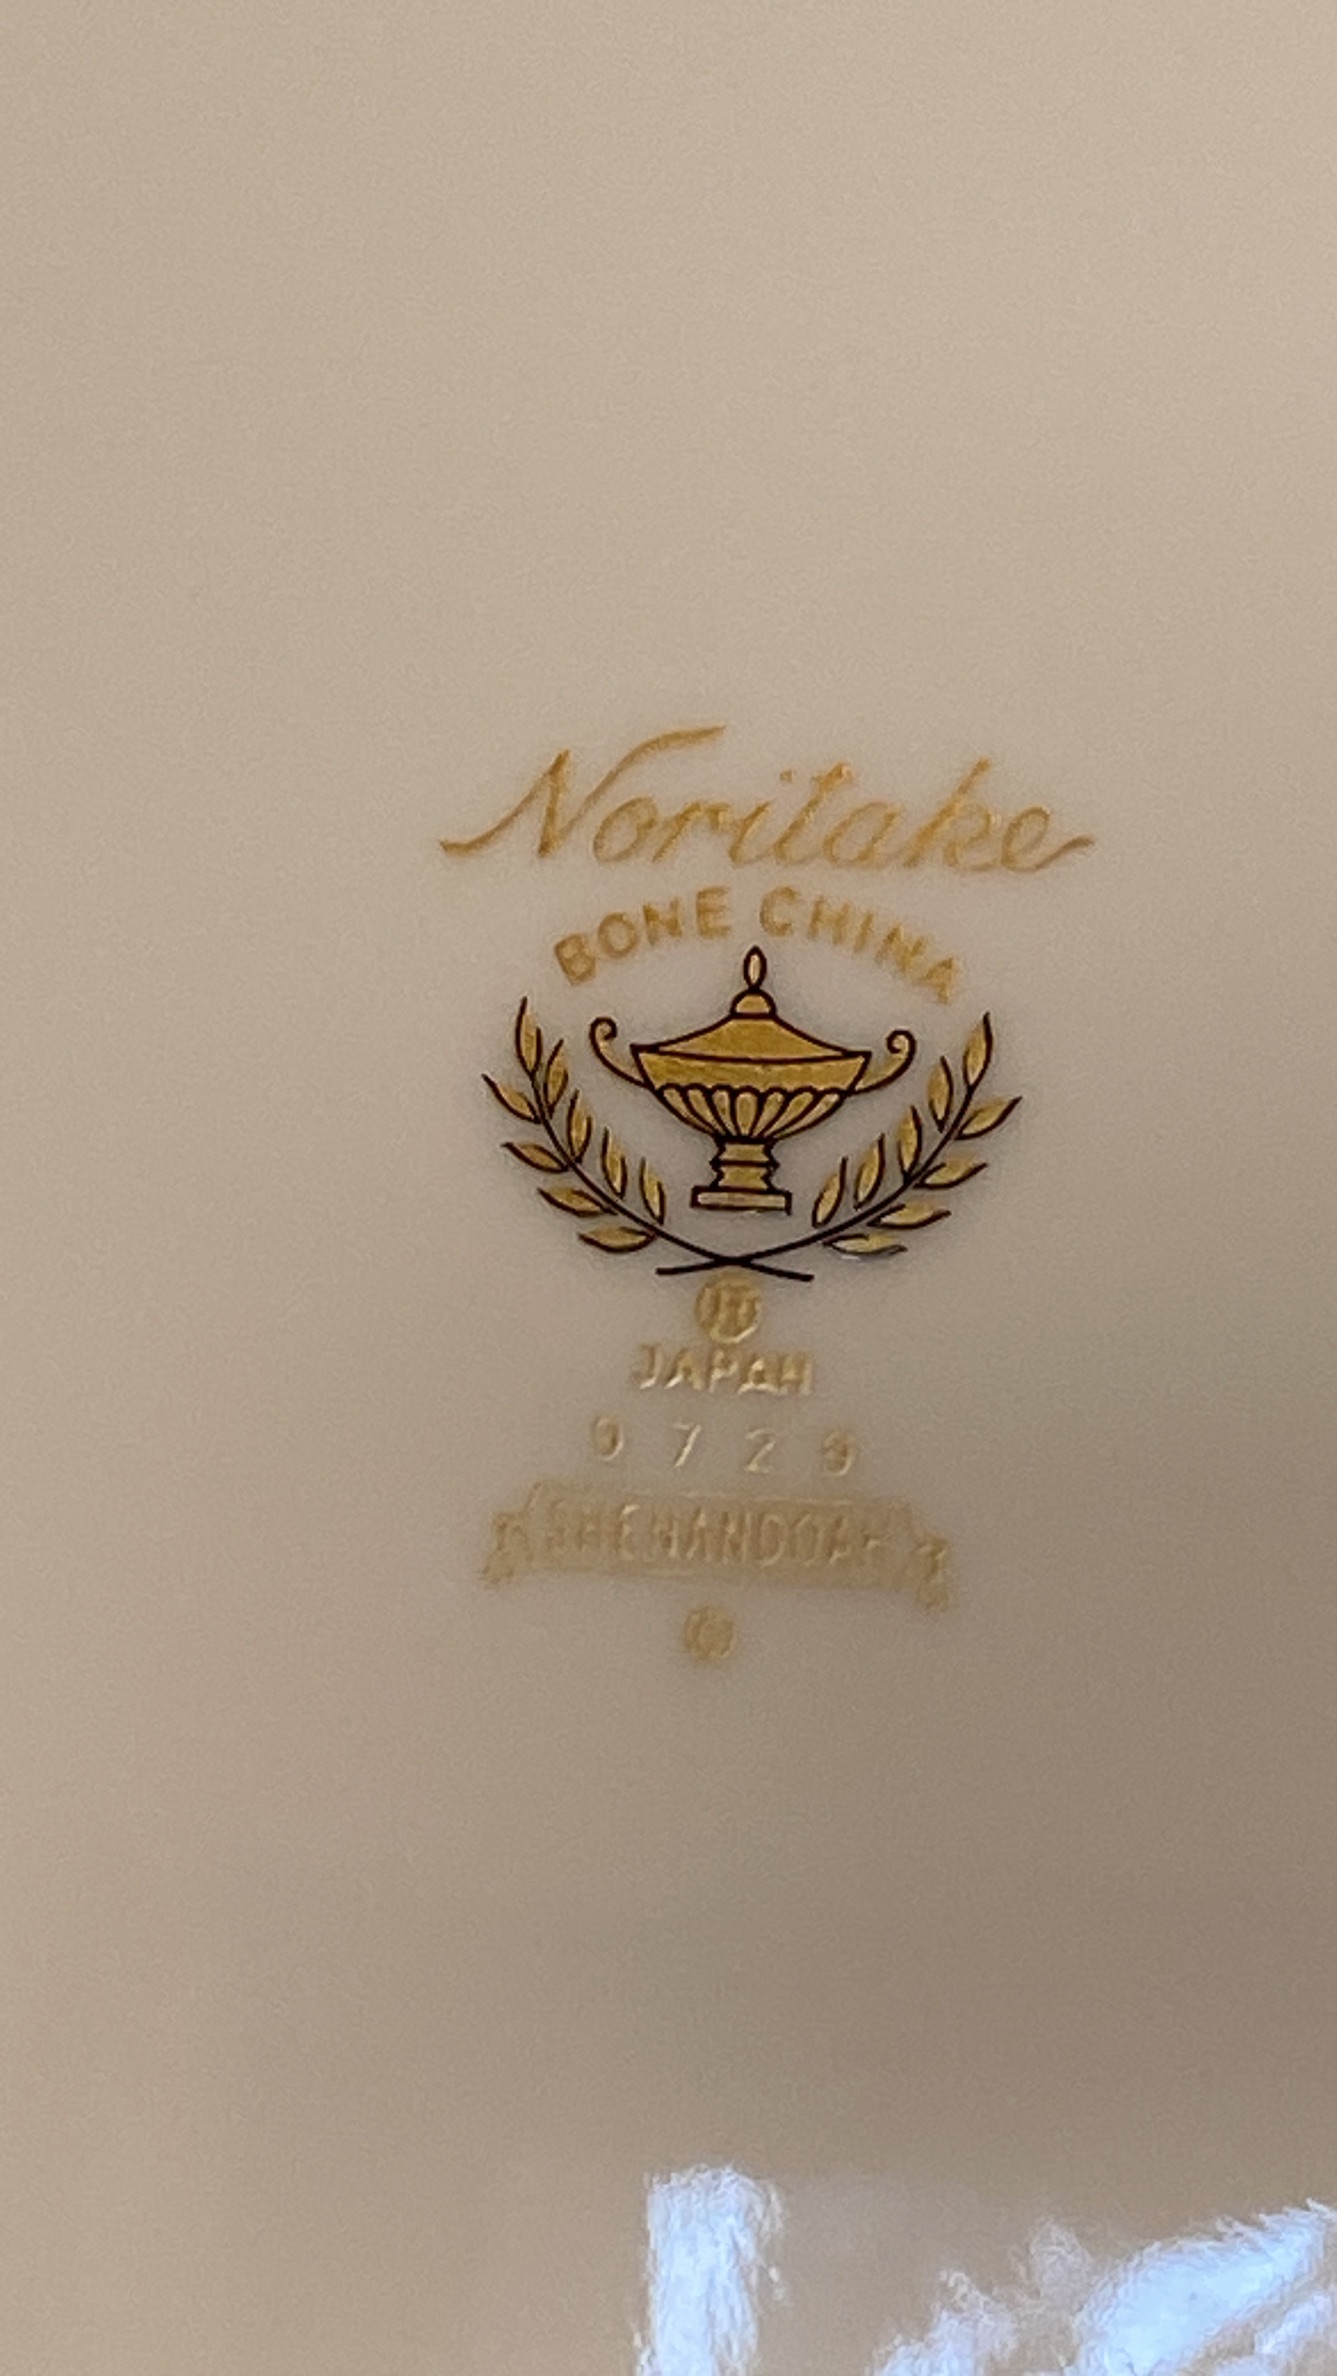 Noritake
BONE CHINA
JAPAN
9729
SHENANDOAH
©